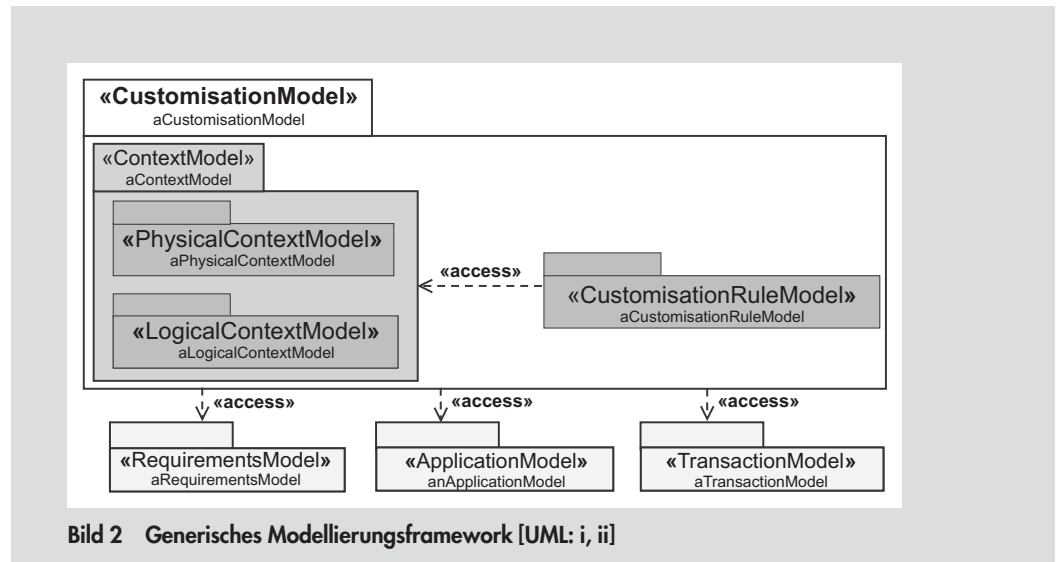 «CustomisationModel»
aCustomisationModel
«ContextModel»
aContextModel
«PhysicalContextModel»
aPhysicalContextModel
«access»
«CustomisationRuleModel»
aCustomisationRuleModel
«LogicalContextModel»
aLogicalContextModel
«access»
«access»
«access»
«RequirementsModel»
aRequirementsModel
«ApplicationModel»
anApplicationModel
«TransactionModel»
aTransactionModel
Bild 2 Generisches Modellierungsframework [UML: i, ii]